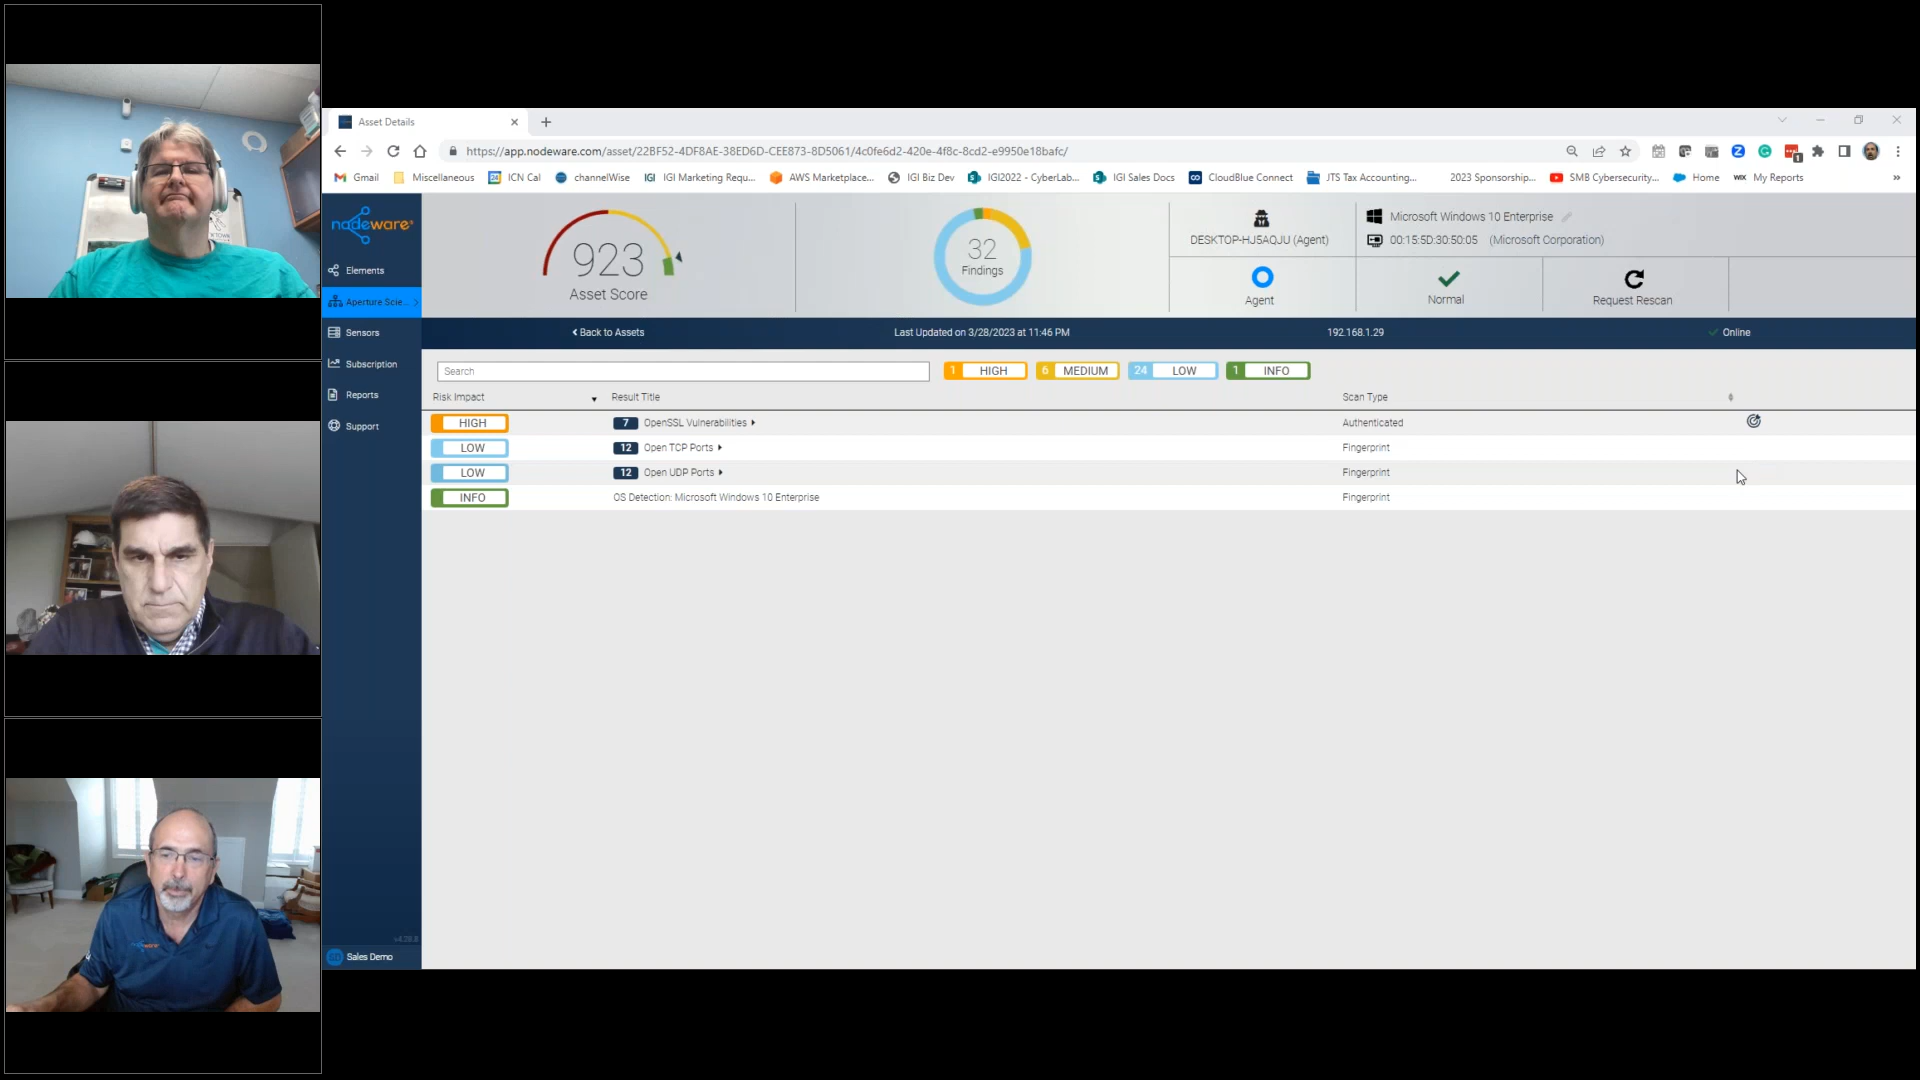 Asset Details
https://app.nodeware.com/asset/22BF52-4DF8AE-38ED6D-CEE873-8D5061/4c0fe6d2-420e-4f8c-8cd2-e9950e18bafc/
Gmail Miscellaneous ICN Cal channelWise IGI IGI Marketing Requ... AWS Marketplace... IGI Biz Dev IGI2022 - CyberLab... IGI Sales Docs CloudBlue Connect JTS Tax Accounting... 2023 Sponsorship... SMB Cybersecurity... Home WIX My Reports »
nodeware
923
Asset Score
32
Findings
DESKTOP-HJ5AQJU (Agent)
Microsoft Windows 10 Enterprise
00:15:5D:30:50:05 (Microsoft Corporation)
Agent
Normal
Request Rescan
Elements
Aperture Scie...
Sensors
Subscription
Reports
Support
v4.28.8
Sales Demo
Back to Assets Last Updated on 3/28/2023 at 11:46 PM 192.168.1.29 Online
Search 1 HIGH 6 MEDIUM 24 LOW 1 INFO
Risk Impact Result Title Scan Type
HIGH 7 OpenSSL Vulnerabilities Authenticated
LOW 12 Open TCP Ports Fingerprint
LOW 12 Open UDP Ports Fingerprint
INFO OS Detection: Microsoft Windows 10 Enterprise Fingerprint
nodeware